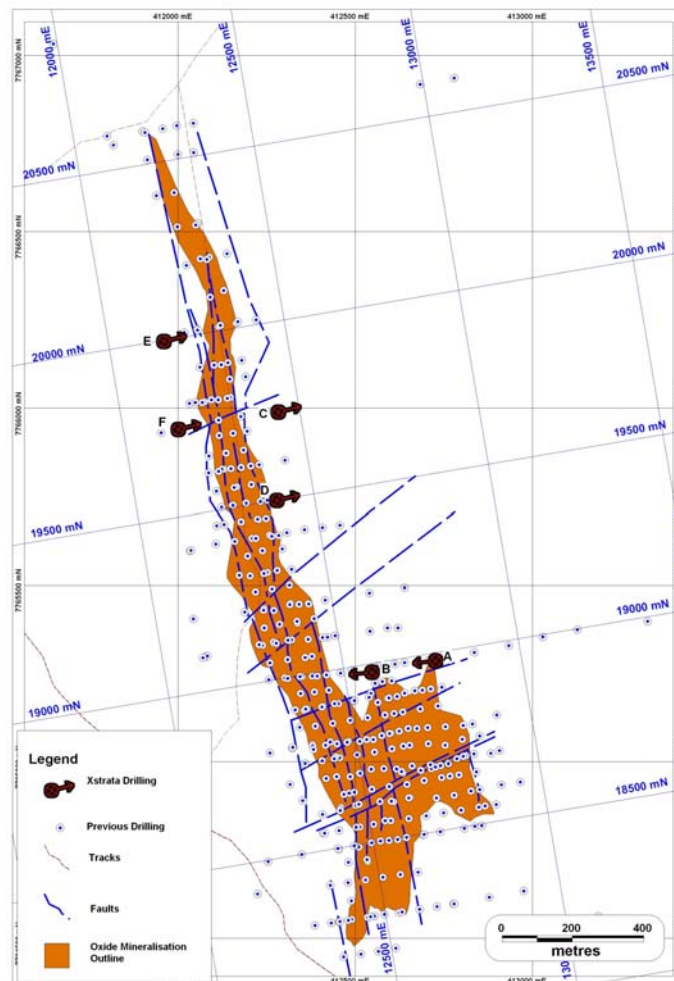 412000 mE
412500 mE
413000 mE
12000 mE
12500 mE
13000 mE
13500 mE
7767000 mN
20500 mN
20500 mN
7766500 mN
20000 mN
E
20000 mN
C
F
7766000 mN
19500 mN
D
19500 mN
7765500 mN
19000 mN
A
B
19000 mN
Legend
Xstrata Drilling
18500 mN
Previous Drilling
Tracks
Faults
Oxide Mineralisation
Outline
12500 mE
0 200 400
metres
412500 mE
413000 mE